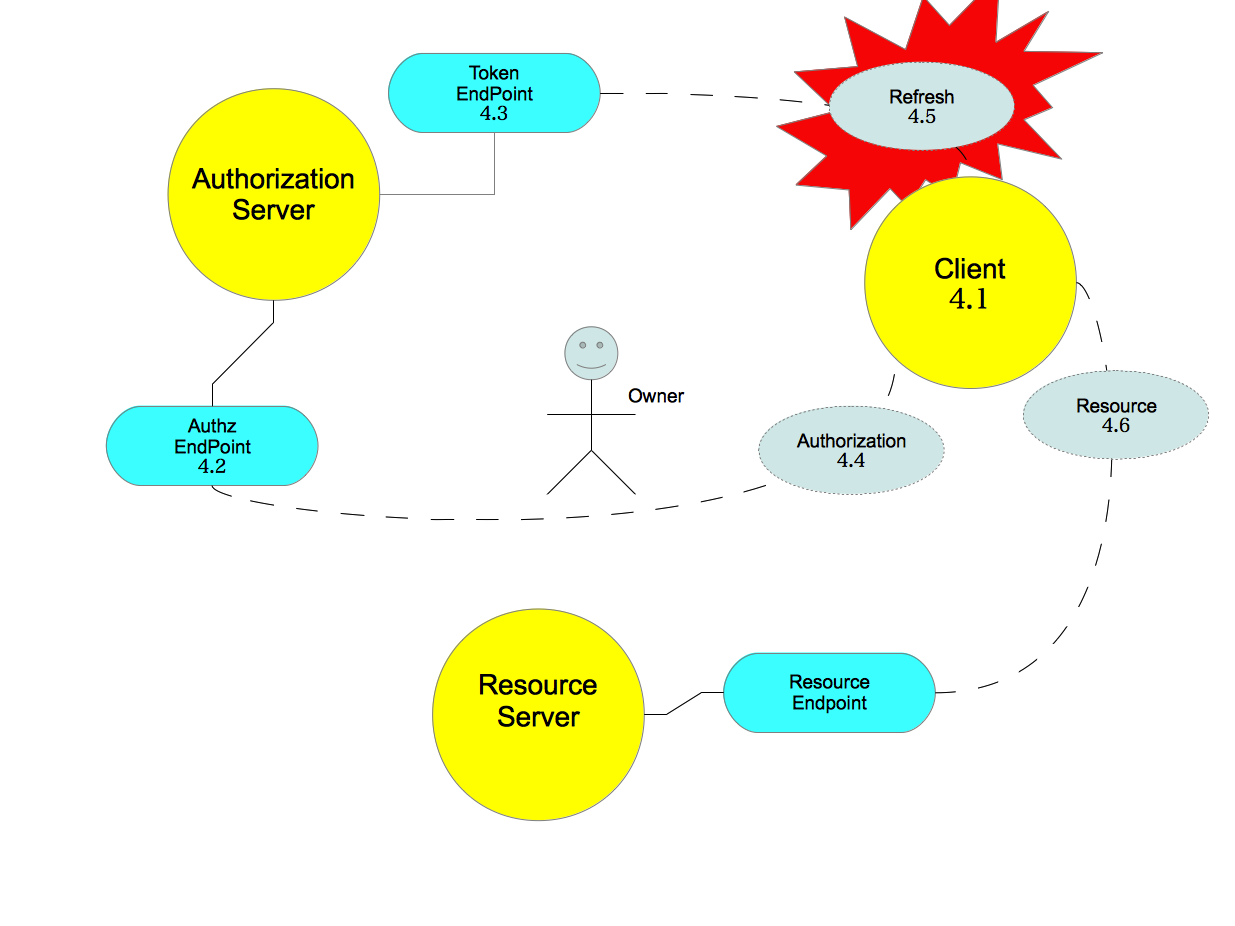 Token
EndPoint
4.3
Refresh
4.5
Authorization
Server
Client
4.1
Owner
Resource
4.6
Authz
EndPoint
4.2
Authorization
4.4
Resource
Server
Resource
Endpoint